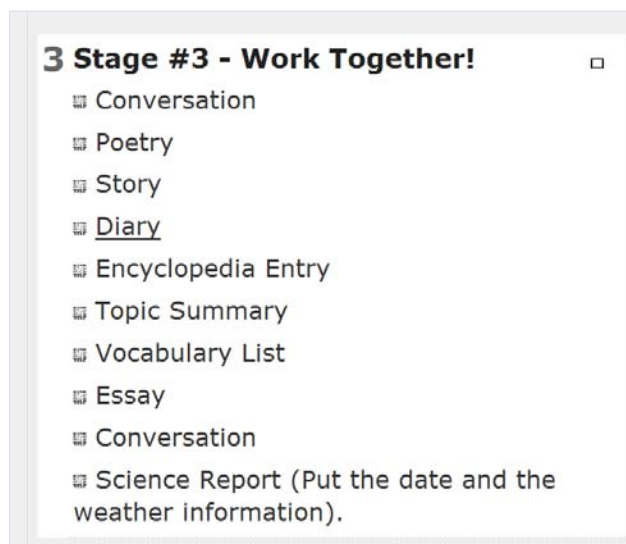 3 Stage #3 - Work Together!
Conversation
Poetry
Story
Diary
Encyclopedia Entry
Topic Summary
Vocabulary List
Essay
Conversation
Science Report (Put the date and the
weather information).